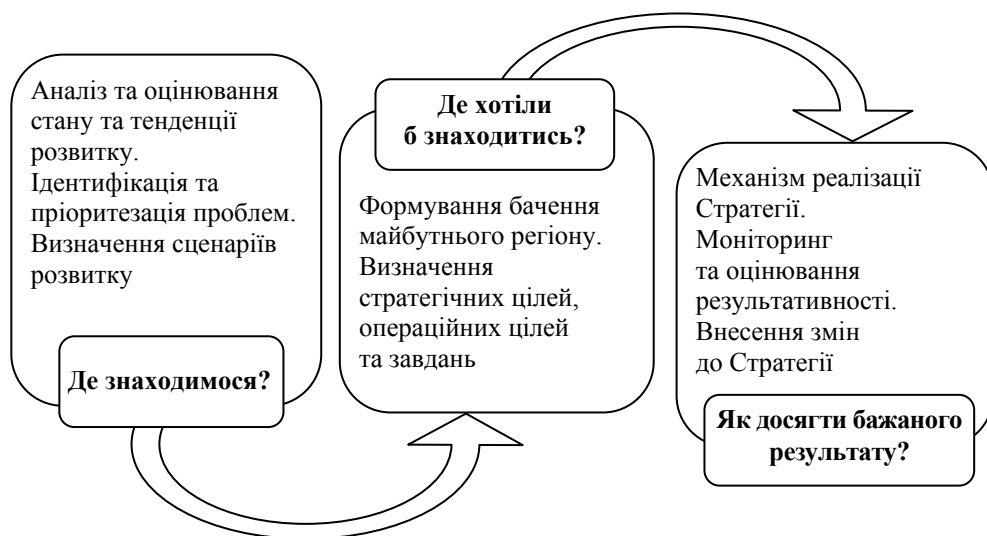 Аналіз та оцінювання
стану та тенденції
розвитку.
Ідентифікація та
пріоритезація проблем.
Визначення сценаріїв
розвитку
Де знаходимося?
Де хотіли
б знаходитись?
Формування бачення
майбутнього регіону.
Визначення
стратегічних цілей,
операційних цілей
та завдань
Механізм реалізації
Стратегії.
Моніторинг
та оцінювання
результативності.
Внесення змін
до Стратегії
Як досягти бажаного
результату?